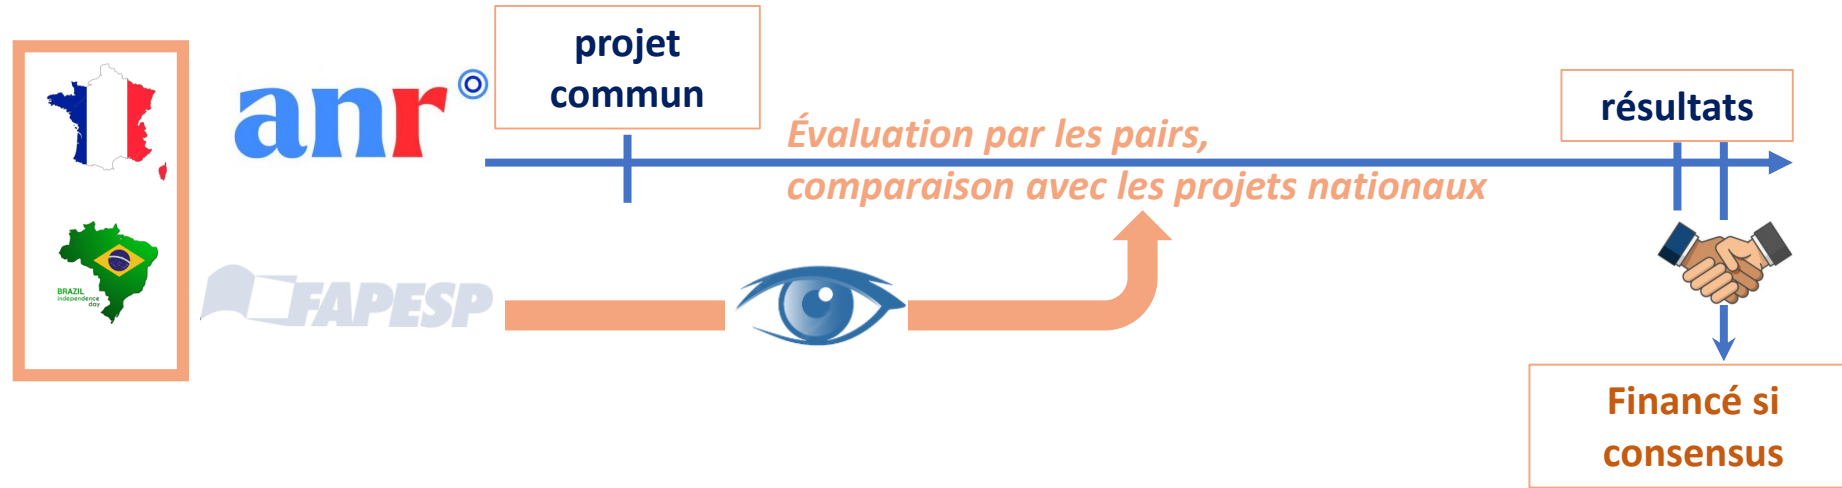 anr
projet
commun
Évaluation par les pairs,
comparaison avec les projets nationaux
résultats
BRAZIL
independence
day
FAPESP
Financé si
consensus